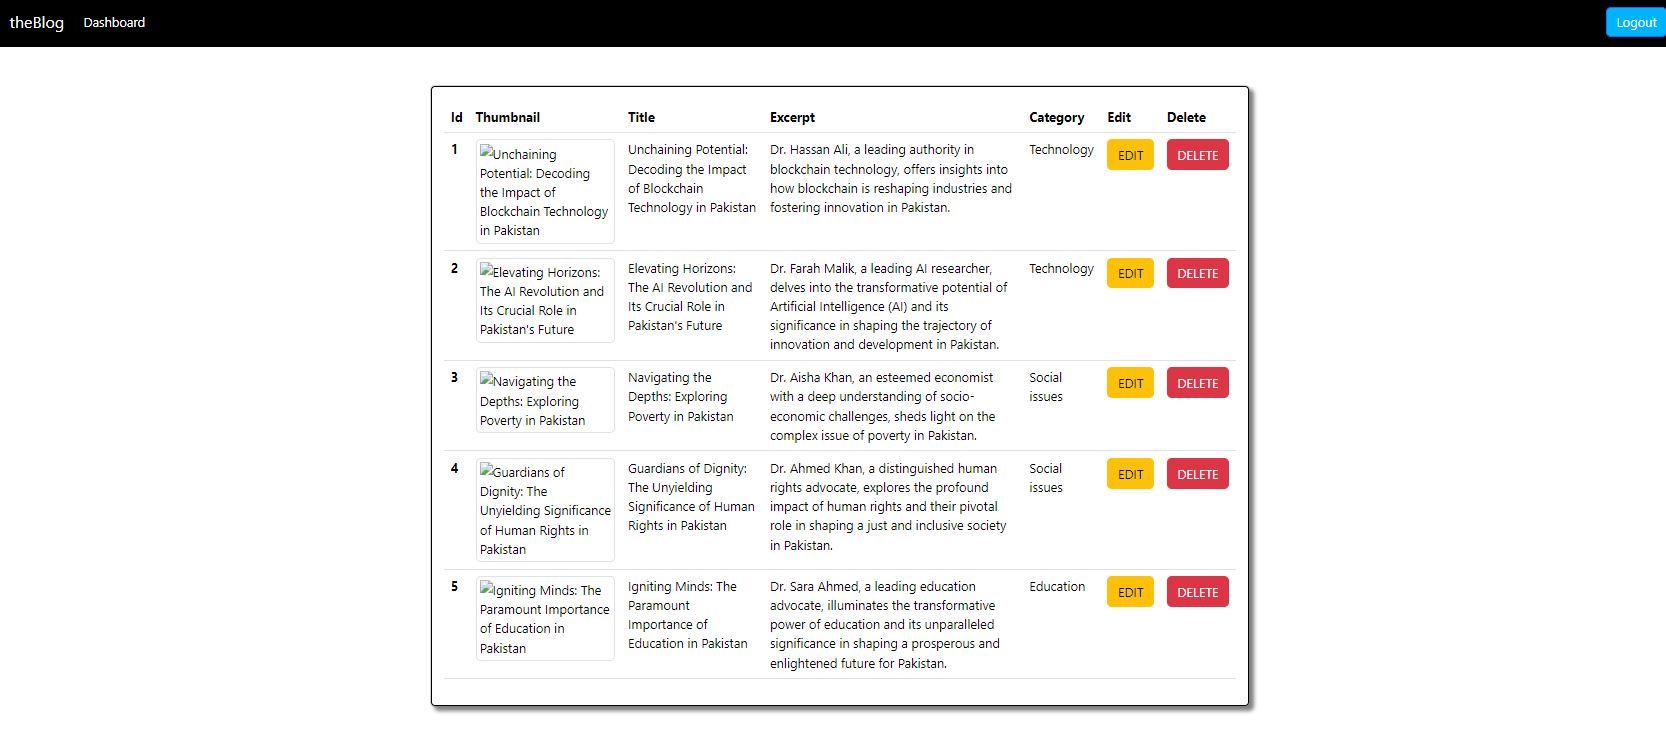 theBlog Dashboard Logout
Id Thumbnail Title Excerpt Category Edit Delete
1
Unchaining
Potential: Decoding
the Impact of
Blockchain Technology
in Pakistan
Unchaining Potential:
Decoding the Impact
of Blockchain
Technology in Pakistan
Dr. Hassan Ali, a leading authority in
blockchain technology, offers insights into
how blockchain is reshaping industries and
fostering innovation in Pakistan.
Technology
EDIT
DELETE
2
Elevating Horizons:
The AI Revolution and
Its Crucial Role in
Pakistan's Future
Elevating Horizons:
The AI Revolution and
Its Crucial Role in
Pakistan's Future
Dr. Farah Malik, a leading AI researcher,
delves into the transformative potential of
Artificial Intelligence (AI) and its
significance in shaping the trajectory of
innovation and development in Pakistan.
Technology
EDIT
DELETE
3
Navigating the
Depths: Exploring
Poverty in Pakistan
Navigating the
Depths: Exploring
Poverty in Pakistan
Dr. Aisha Khan, an esteemed economist
with a deep understanding of socio-
economic challenges, sheds light on the
complex issue of poverty in Pakistan.
Social
issues
EDIT
DELETE
4
Guardians of
Dignity: The
Unyielding Significance
of Human Rights in
Pakistan
Guardians of Dignity:
The Unyielding
Significance of Human
Rights in Pakistan
Dr. Ahmed Khan, a distinguished human
rights advocate, explores the profound
impact of human rights and their pivotal
role in shaping a just and inclusive society
in Pakistan.
Social
issues
EDIT
DELETE
5
Igniting Minds: The
Paramount Importance
of Education in
Pakistan
Igniting Minds: The
Paramount
Importance of
Education in Pakistan
Dr. Sara Ahmed, a leading education
advocate, illuminates the transformative
power of education and its unparalleled
significance in shaping a prosperous and
enlightened future for Pakistan.
Education
EDIT
DELETE